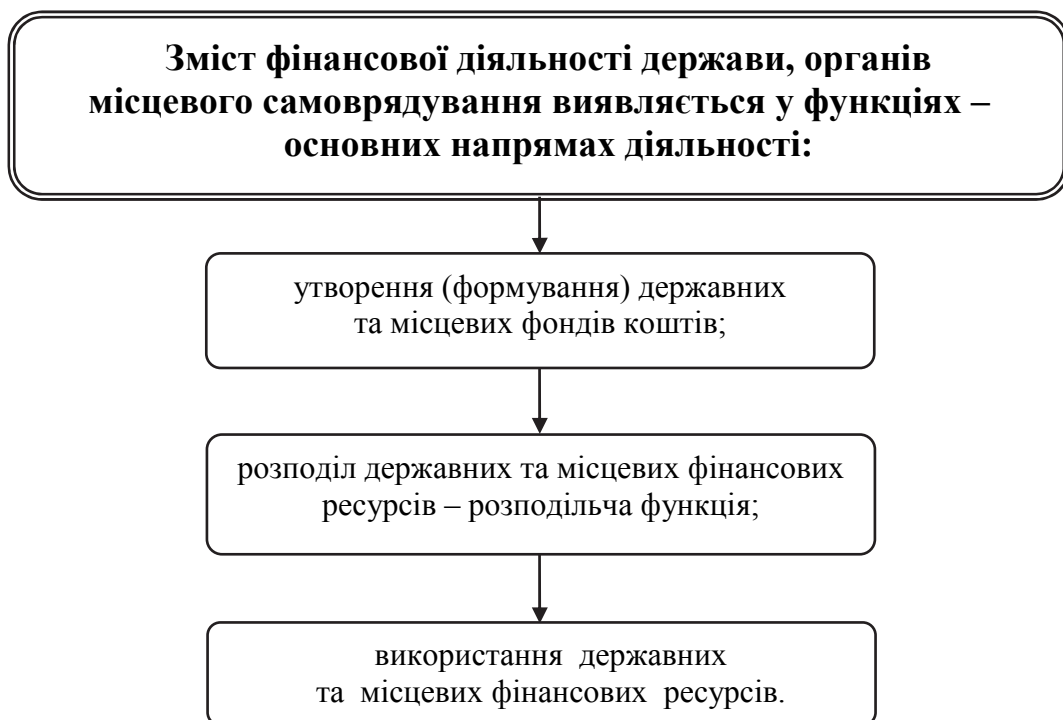 Зміст фінансової діяльності держави, органів
місцевого самоврядування виявляється у функціях –
основних напрямах діяльності:
утворення (формування) державних
та місцевих фондів коштів;
розподіл державних та місцевих фінансових
ресурсів – розподільча функція;
використання державних
та місцевих фінансових ресурсів.